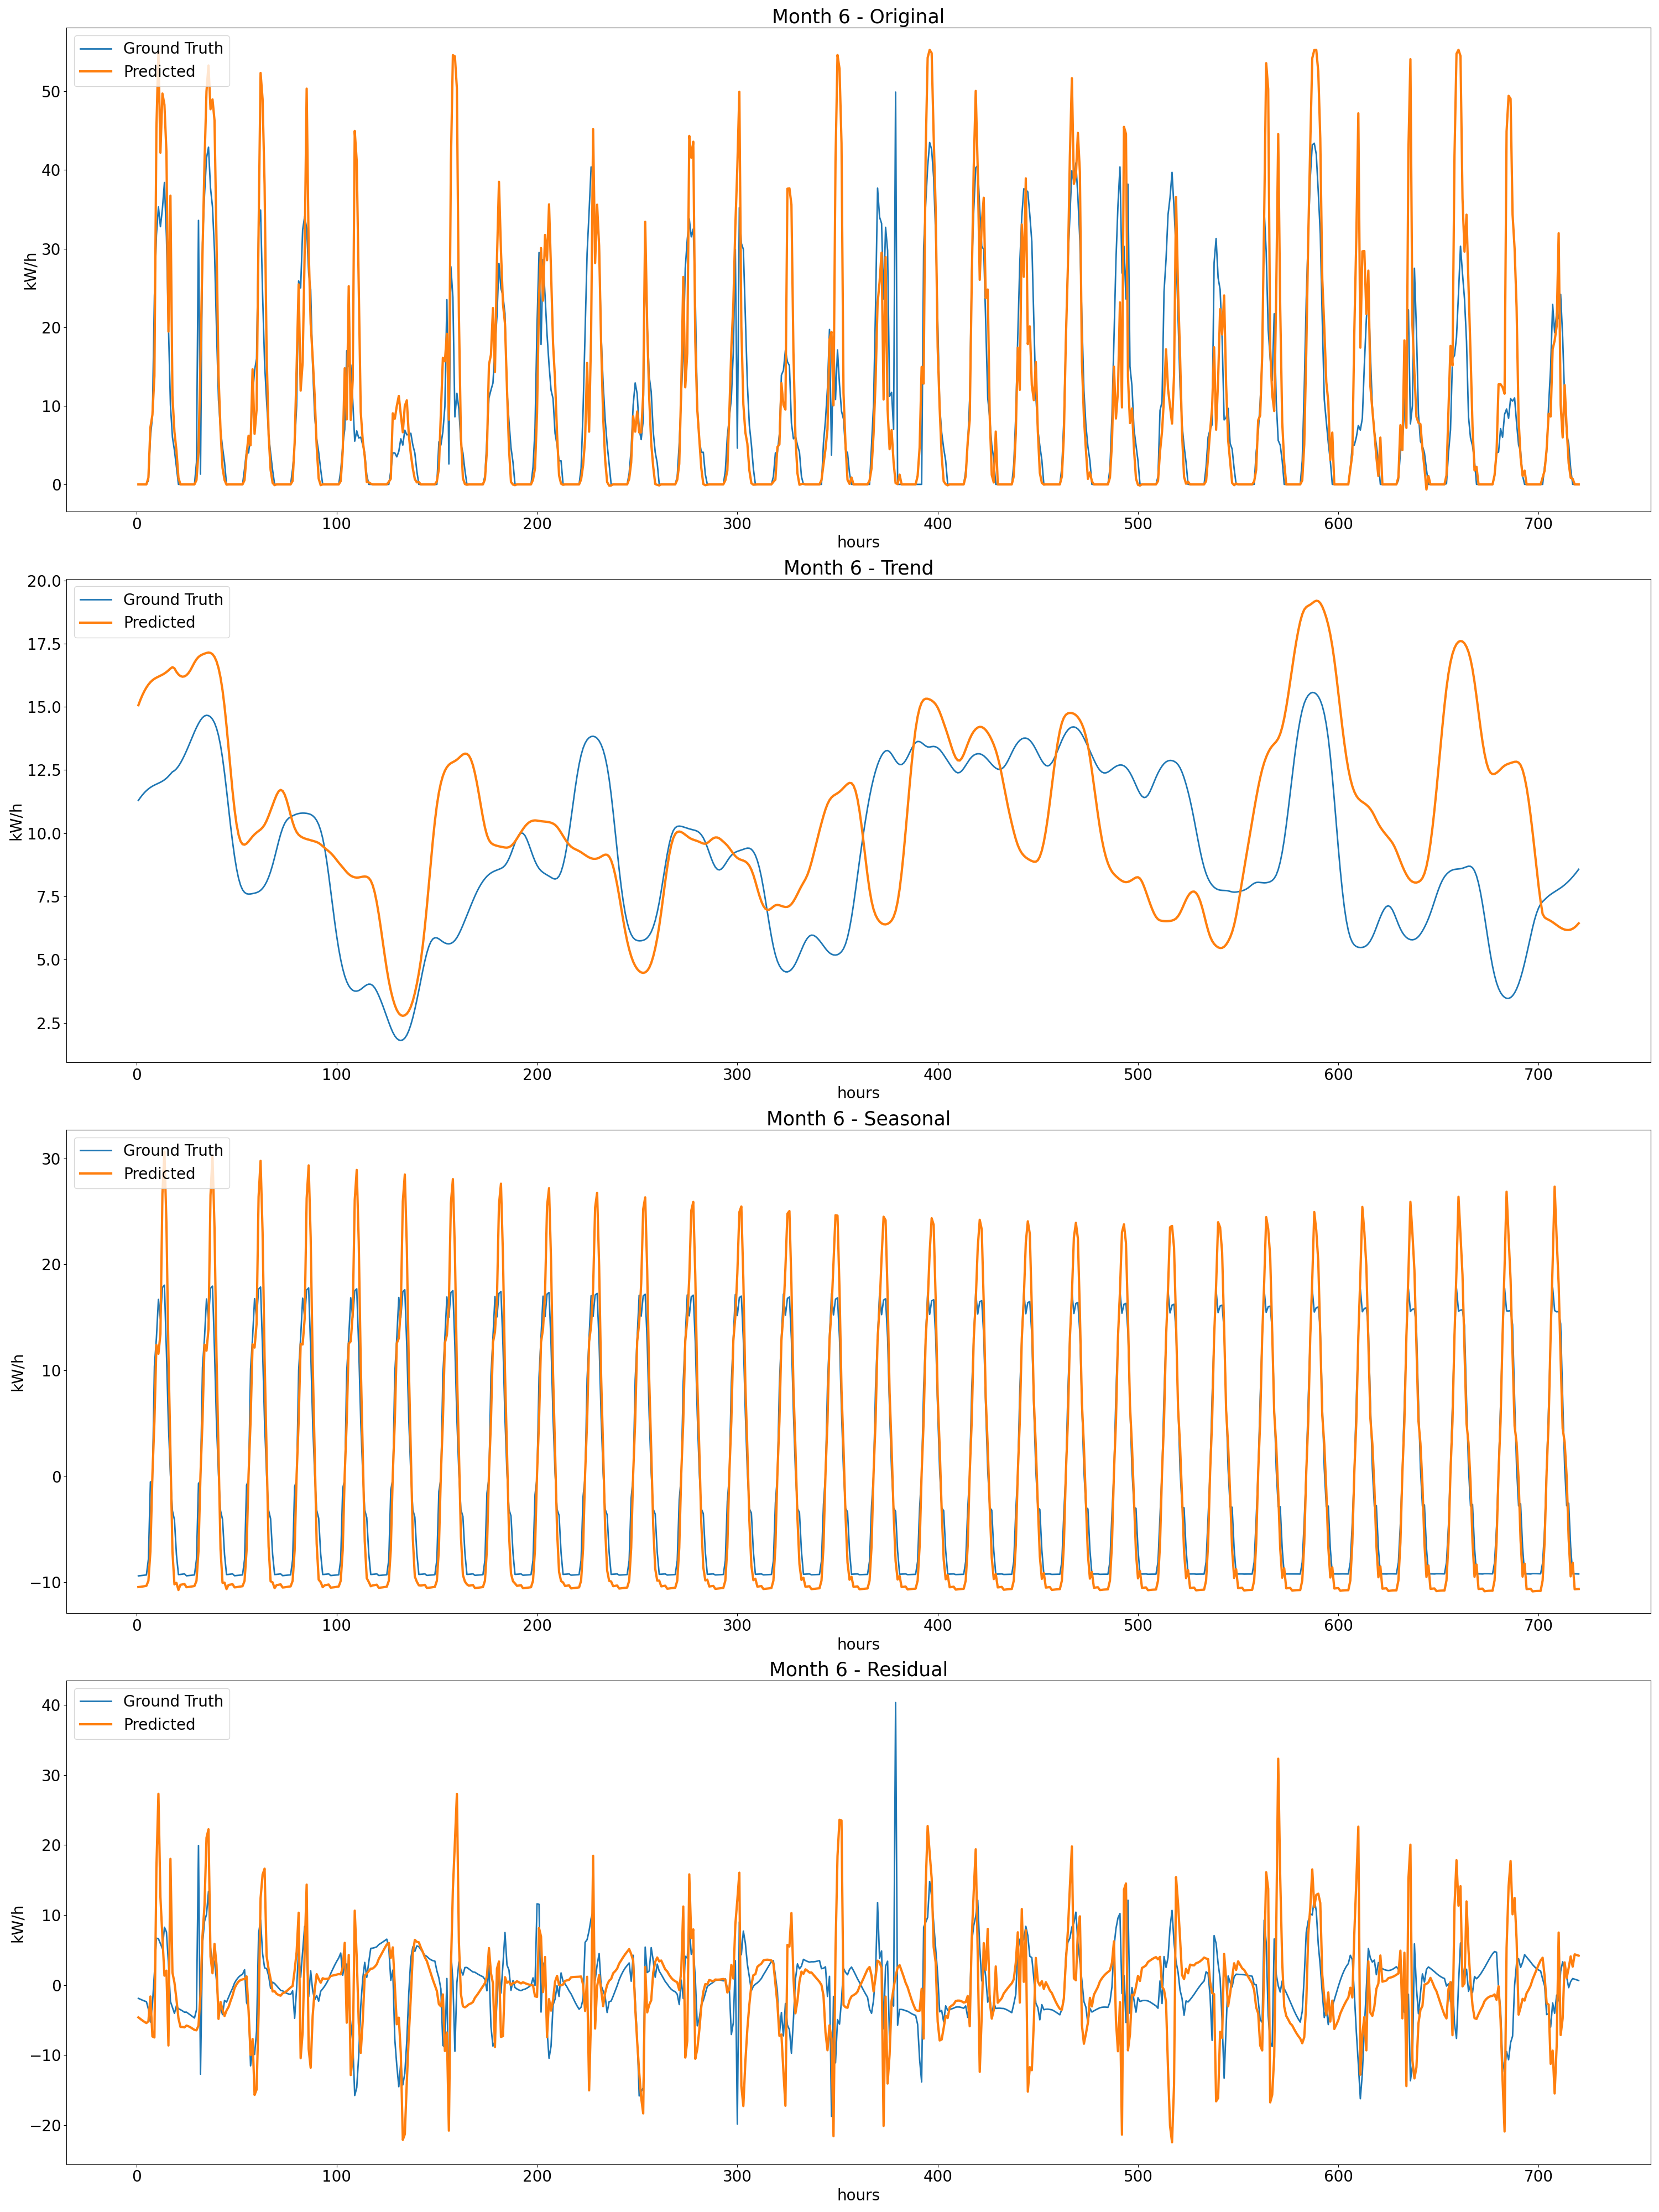 Month 6 - Original
Ground Truth
Predicted
kW/h
50
40
30
20
10
0
0 100 200 300 400 500 600 700
hours
Month 6 - Trend
Ground Truth
Predicted
kW/h
20.0
17.5
15.0
12.5
10.0
7.5
5.0
2.5
0 100 200 300 400 500 600 700
hours
Month 6 - Seasonal
Ground Truth
Predicted
kW/h
30
20
10
0
−10
0 100 200 300 400 500 600 700
hours
Month 6 - Residual
Ground Truth
Predicted
kW/h
40
30
20
10
0
−10
−20
0 100 200 300 400 500 600 700
hours